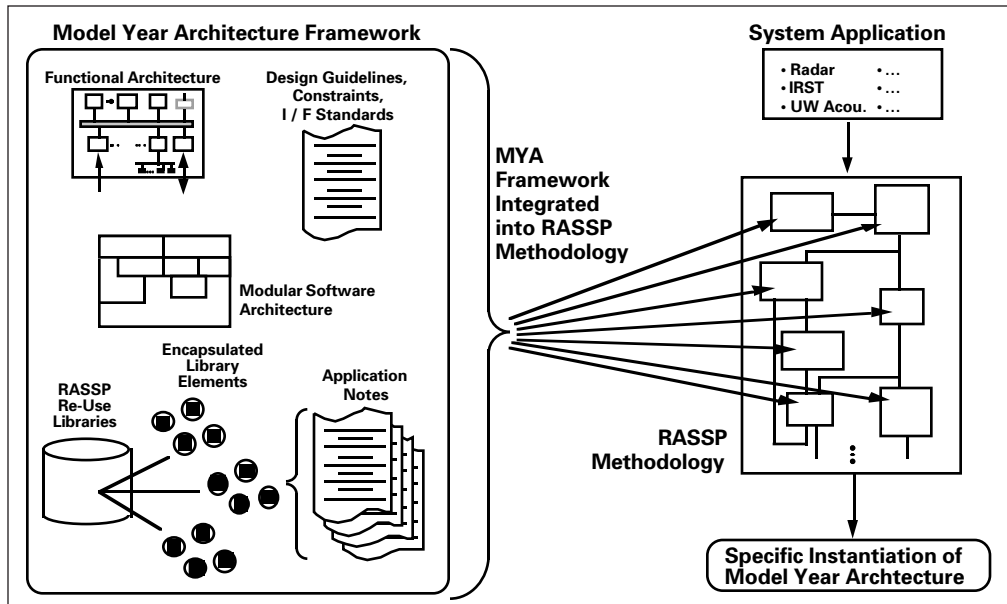 Model Year Architecture Framework
Functional Architecture
Design Guidelines,
Constraints,
I / F Standards
Modular Software
Architecture
Encapsulated
Library
Elements
RASSP
Re-Use
Libraries
Application
Notes
MYA
Framework
Integrated
into RASSP
Methodology
System Application
• Radar • ...
• IRST • ...
• UW Acou. • ...
RASSP
Methodology
Specific Instantiation of
Model Year Archtecture